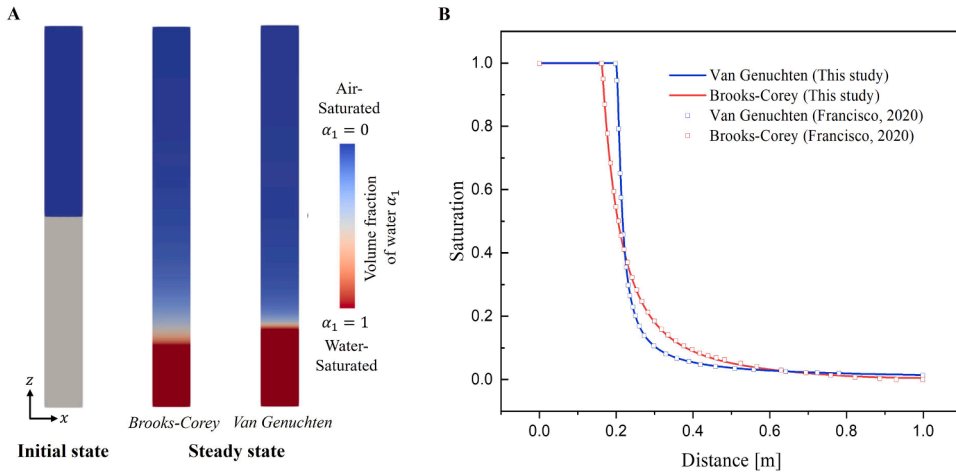 A
Air-
Saturated
α₁ = 0
Volume fraction
of water α₁
α₁ = 1
Water-
Saturated
z
x
Brooks-Corey
Van Genuchten
Initial state
Steady state
B
Van Genuchten (This study)
Brooks-Corey (This study)
Van Genuchten (Francisco, 2020)
Brooks-Corey (Francisco, 2020)
Saturation
1.0
0.8
0.6
0.4
0.2
0.0
0.0 0.2 0.4 0.6 0.8 1.0
Distance [m]